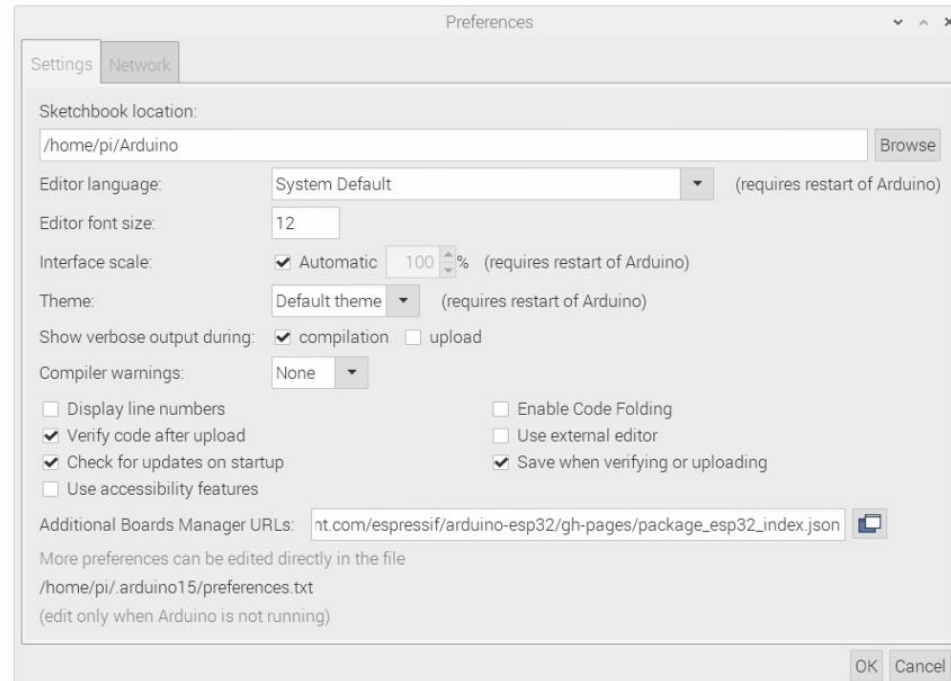 Preferences
Settings Network
Sketchbook location:
/home/pi/Arduino Browse
Editor language: System Default (requires restart of Arduino)
Editor font size: 12
Interface scale: Automatic 100 % (requires restart of Arduino)
Theme: Default theme (requires restart of Arduino)
Show verbose output during: compilation upload
Compiler warnings: None
Display line numbers Enable Code Folding
Verify code after upload Use external editor
Check for updates on startup Save when verifying or uploading
Use accessibility features
Additional Boards Manager URLs: nt.com/espressif/arduino-esp32/gh-pages/package_esp32_index.json
More preferences can be edited directly in the file
/home/pi/.arduino15/preferences.txt
(edit only when Arduino is not running)
OK Cancel